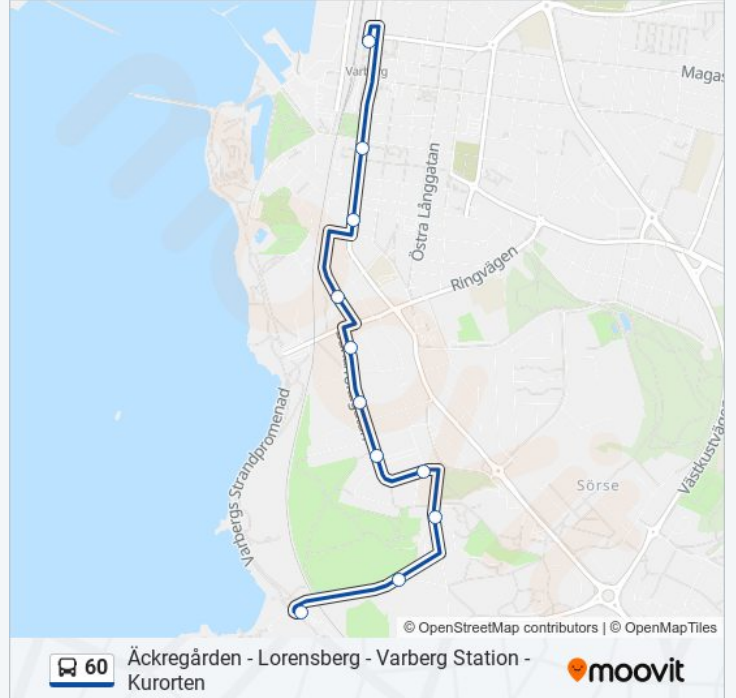 Varberg
Magas
Östra Långgatan
Ringvägen
Varbergs Strandpromenad
Västkustvägen
Sörse
© OpenStreetMap contributors | © OpenMapTiles
60
Äckregården - Lorensberg - Varberg Station -
Kurorten
moovit